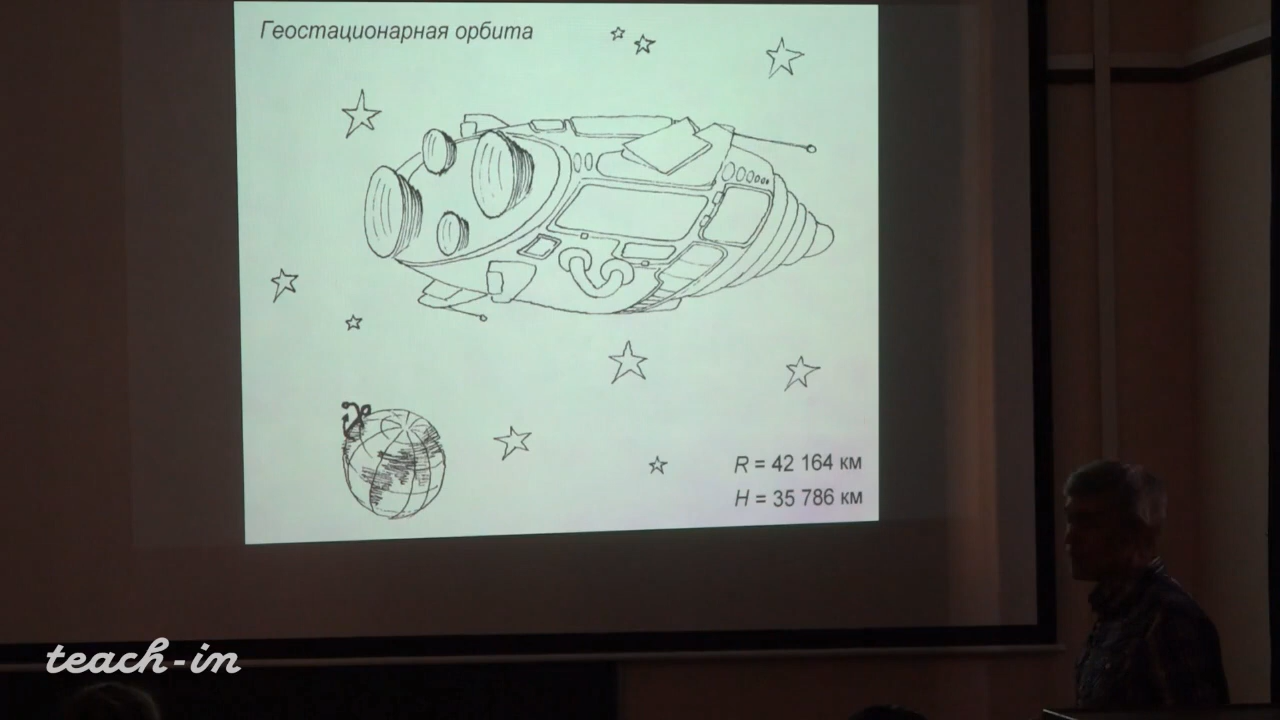 Геостационарная орбита
R = 42 164 км
H = 35 786 км
teach-in